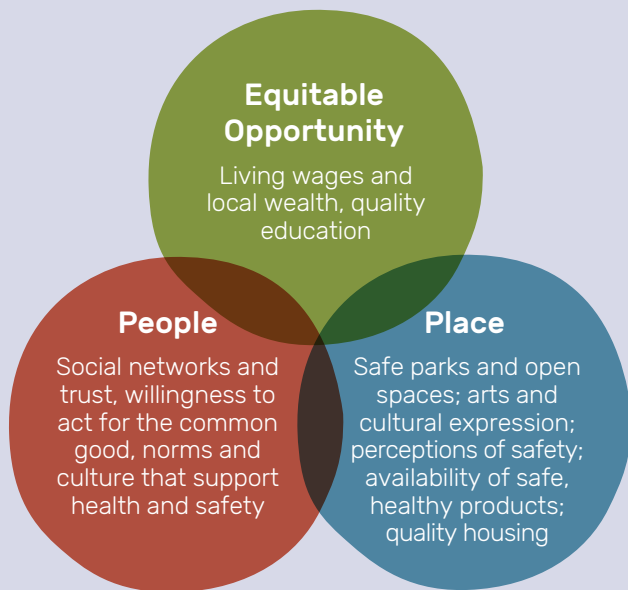 Equitable
Opportunity
Living wages and
local wealth, quality
education
People
Social networks and
trust, willingness to
act for the common
good, norms and
culture that support
health and safety
Place
Safe parks and open
spaces; arts and
cultural expression;
perceptions of safety;
availability of safe,
healthy products;
quality housing